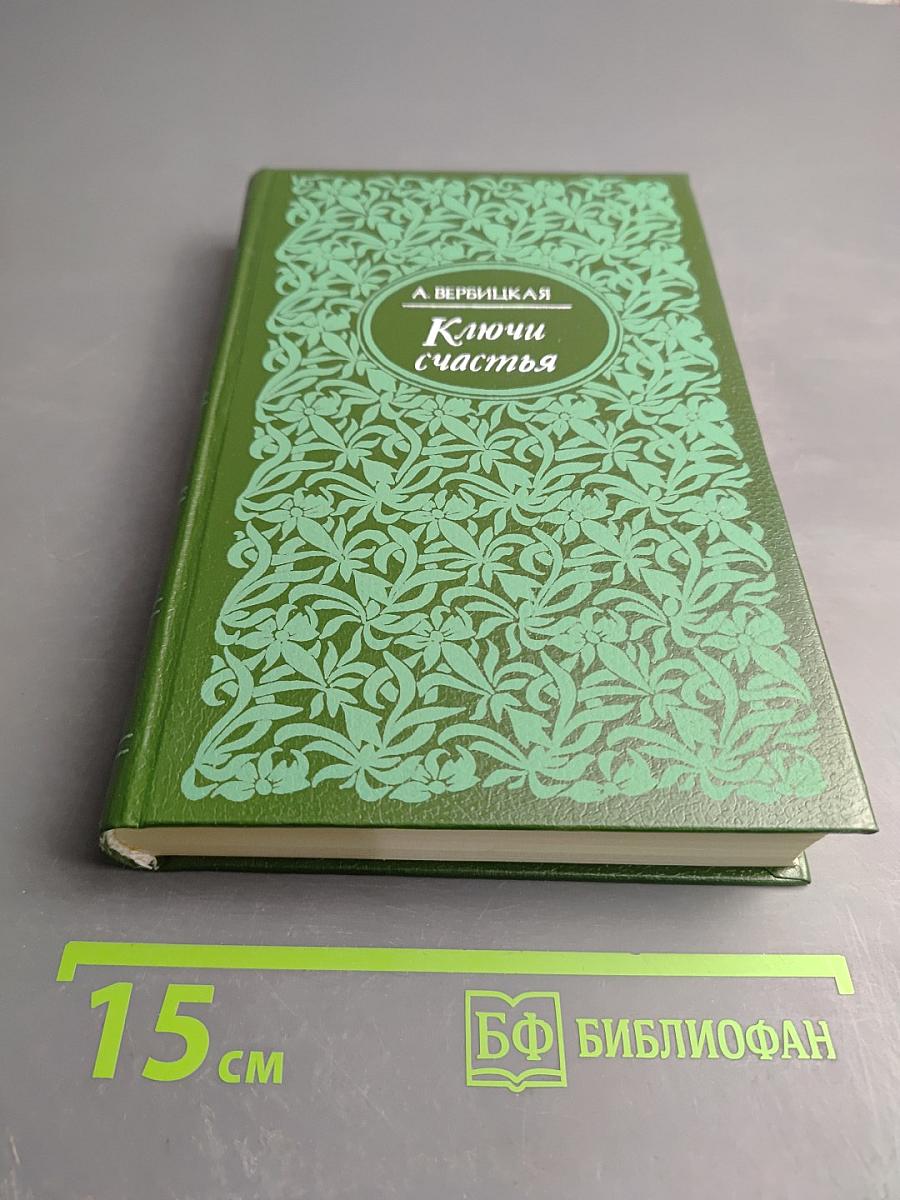 А. ВЕРБИЦКАЯ
Ключи
счастья
15 см
БФ БИБЛИОФАН